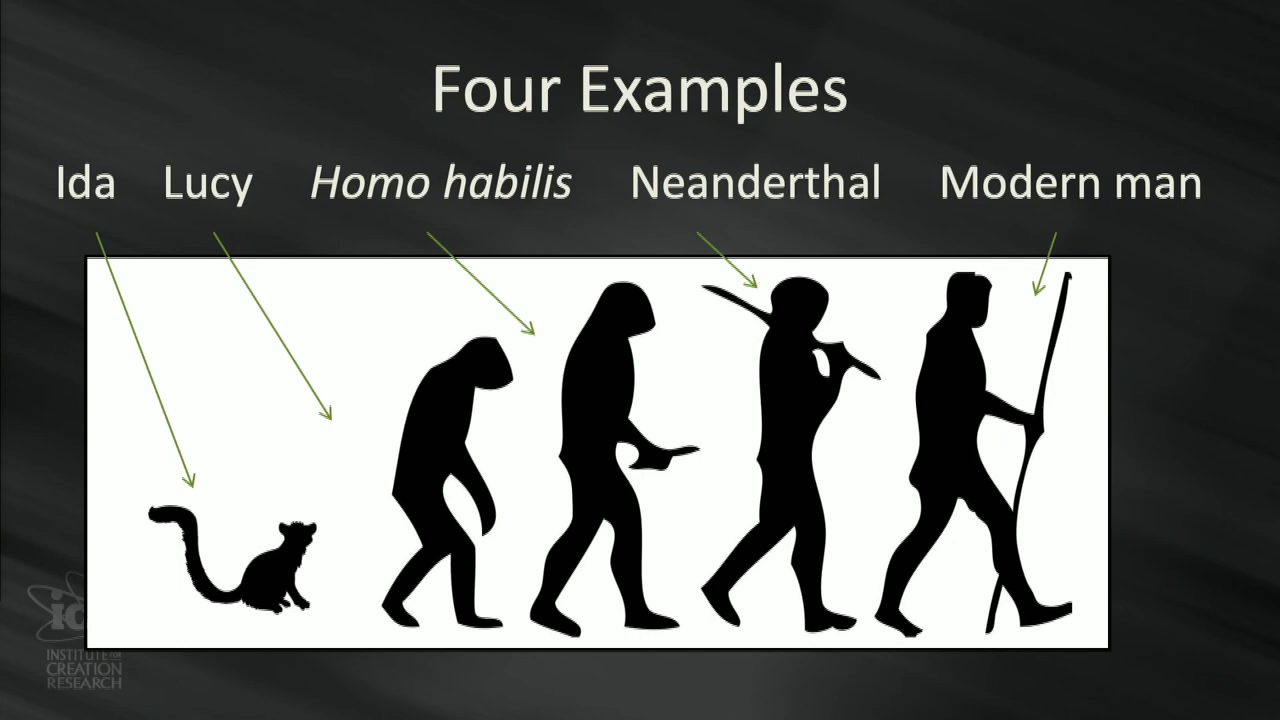 Four Examples
Ida Lucy Homo habilis Neanderthal Modern man
INSTITUTE FOR
CREATION
RESEARCH